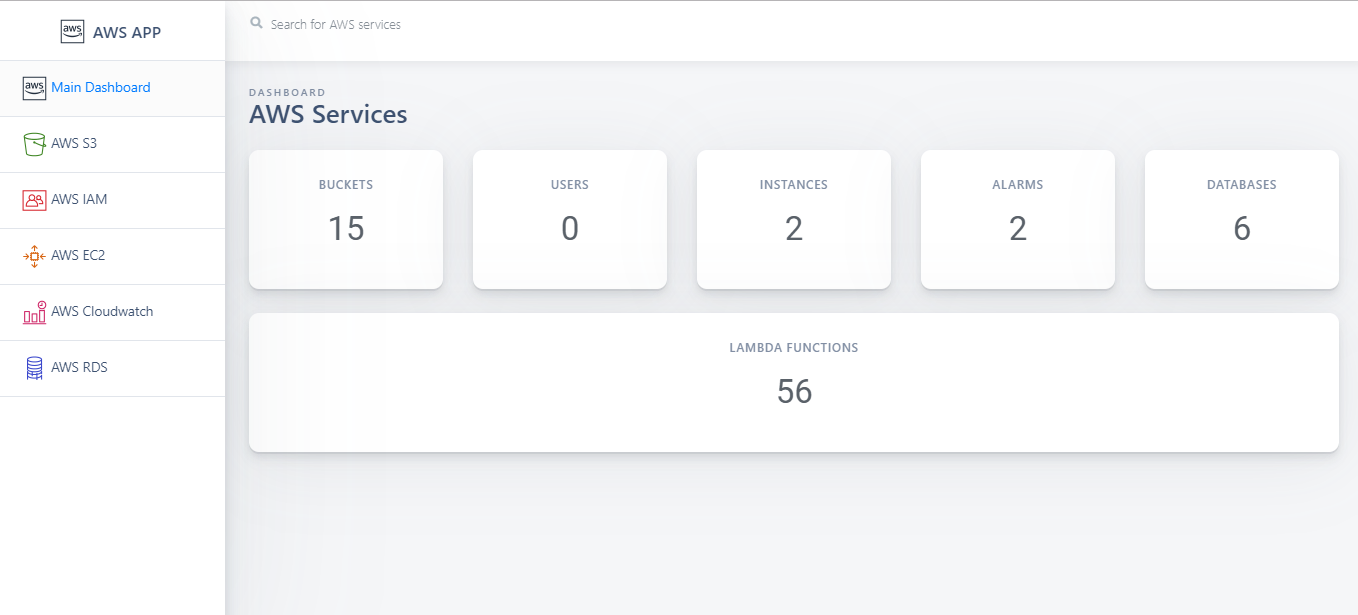 aws AWS APP
Search for AWS services
aws Main Dashboard
AWS S3
AWS IAM
AWS EC2
AWS Cloudwatch
AWS RDS
DASHBOARD
AWS Services
BUCKETS
15
USERS
0
INSTANCES
2
ALARMS
2
DATABASES
6
LAMBDA FUNCTIONS
56